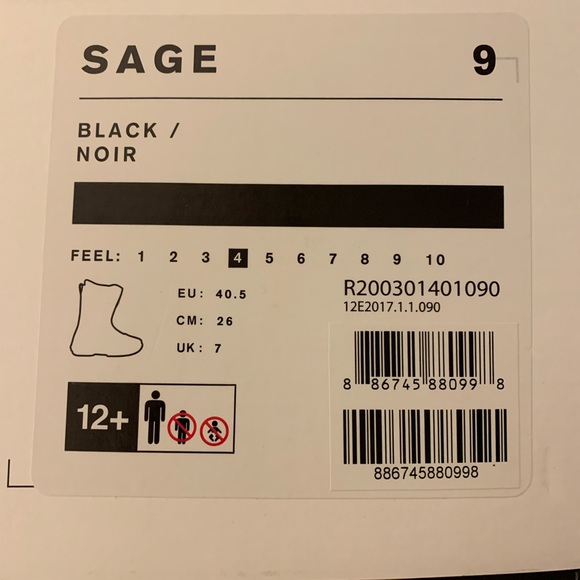 SAGE 9
BLACK /
NOIR
FEEL: 1 2 3 4 5 6 7 8 9 10
EU: 40.5
CM: 26
UK: 7
R200301401090
12E2017.1.1.090
8 86745 88099 8
886745880998
12+